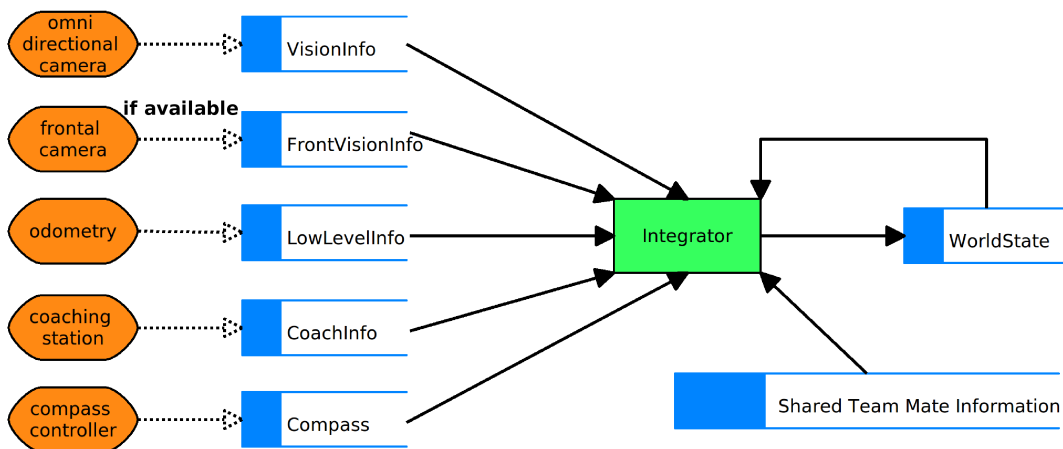 omni
directional
camera
VisionInfo
if available
frontal
camera
FrontVisionInfo
odometry
LowLevelInfo
Integrator
WorldState
coaching
station
CoachInfo
compass
controller
Compass
Shared Team Mate Information